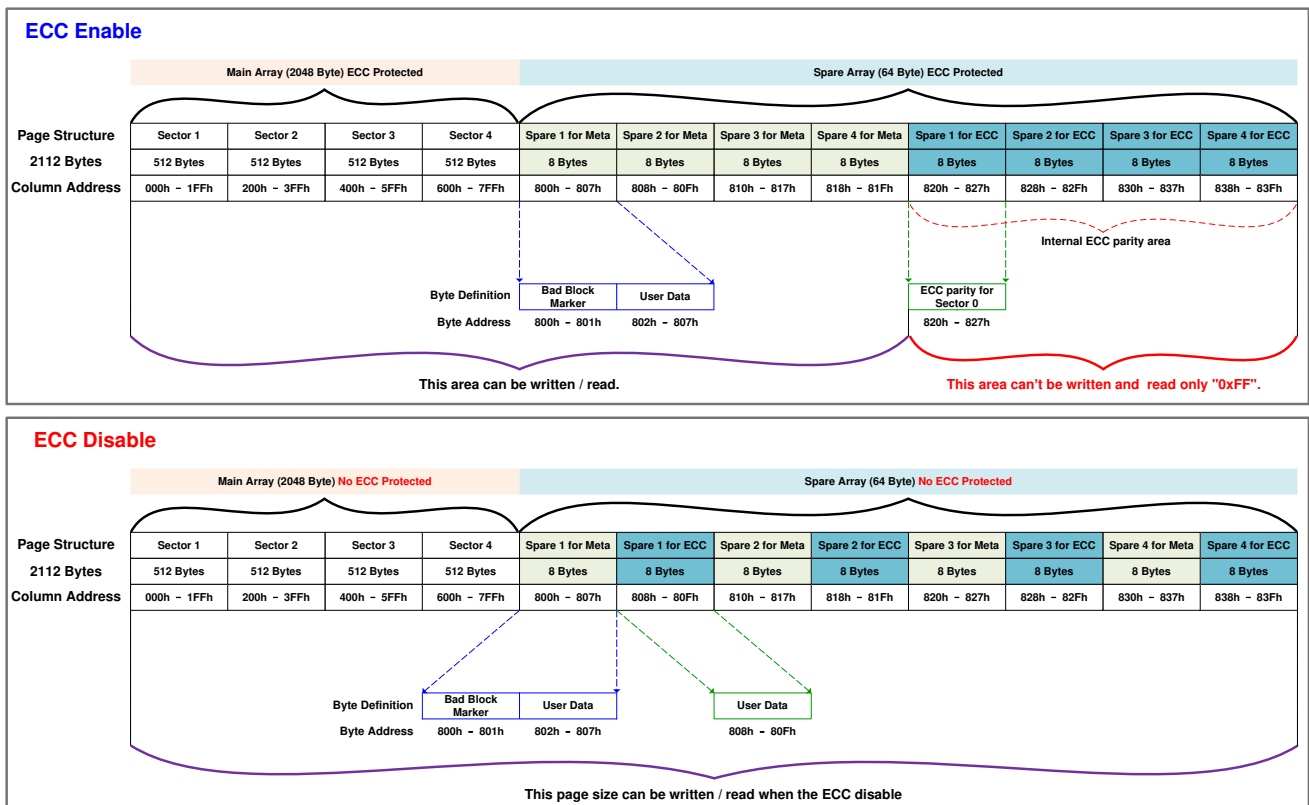 ECC Enable
Main Array (2048 Byte) ECC Protected Spare Array (64 Byte) ECC Protected
Page Structure Sector 1 Sector 2 Sector 3 Sector 4 Spare 1 for Meta Spare 2 for Meta Spare 3 for Meta Spare 4 for Meta Spare 1 for ECC Spare 2 for ECC Spare 3 for ECC Spare 4 for ECC
2112 Bytes 512 Bytes 512 Bytes 512 Bytes 512 Bytes 8 Bytes 8 Bytes 8 Bytes 8 Bytes 8 Bytes 8 Bytes 8 Bytes 8 Bytes
Column Address 000h - 1FFh 200h - 3FFh 400h - 5FFh 600h - 7FFh 800h - 807h 808h - 80Fh 810h - 817h 818h - 81Fh 820h - 827h 828h - 82Fh 830h - 837h 838h - 83Fh
Internal ECC parity area
Byte Definition Bad Block Marker User Data ECC parity for Sector 0
Byte Address 800h - 801h 802h - 807h 820h - 827h
This area can be written / read. This area can't be written and read only "0xFF".
ECC Disable
Main Array (2048 Byte) No ECC Protected Spare Array (64 Byte) No ECC Protected
Page Structure Sector 1 Sector 2 Sector 3 Sector 4 Spare 1 for Meta Spare 1 for ECC Spare 2 for Meta Spare 2 for ECC Spare 3 for Meta Spare 3 for ECC Spare 4 for Meta Spare 4 for ECC
2112 Bytes 512 Bytes 512 Bytes 512 Bytes 512 Bytes 8 Bytes 8 Bytes 8 Bytes 8 Bytes 8 Bytes 8 Bytes 8 Bytes 8 Bytes
Column Address 000h - 1FFh 200h - 3FFh 400h - 5FFh 600h - 7FFh 800h - 807h 808h - 80Fh 810h - 817h 818h - 81Fh 820h - 827h 828h - 82Fh 830h - 837h 838h - 83Fh
Byte Definition Bad Block Marker User Data User Data
Byte Address 800h - 801h 802h - 807h 808h - 80Fh
This page size can be written / read when the ECC disable